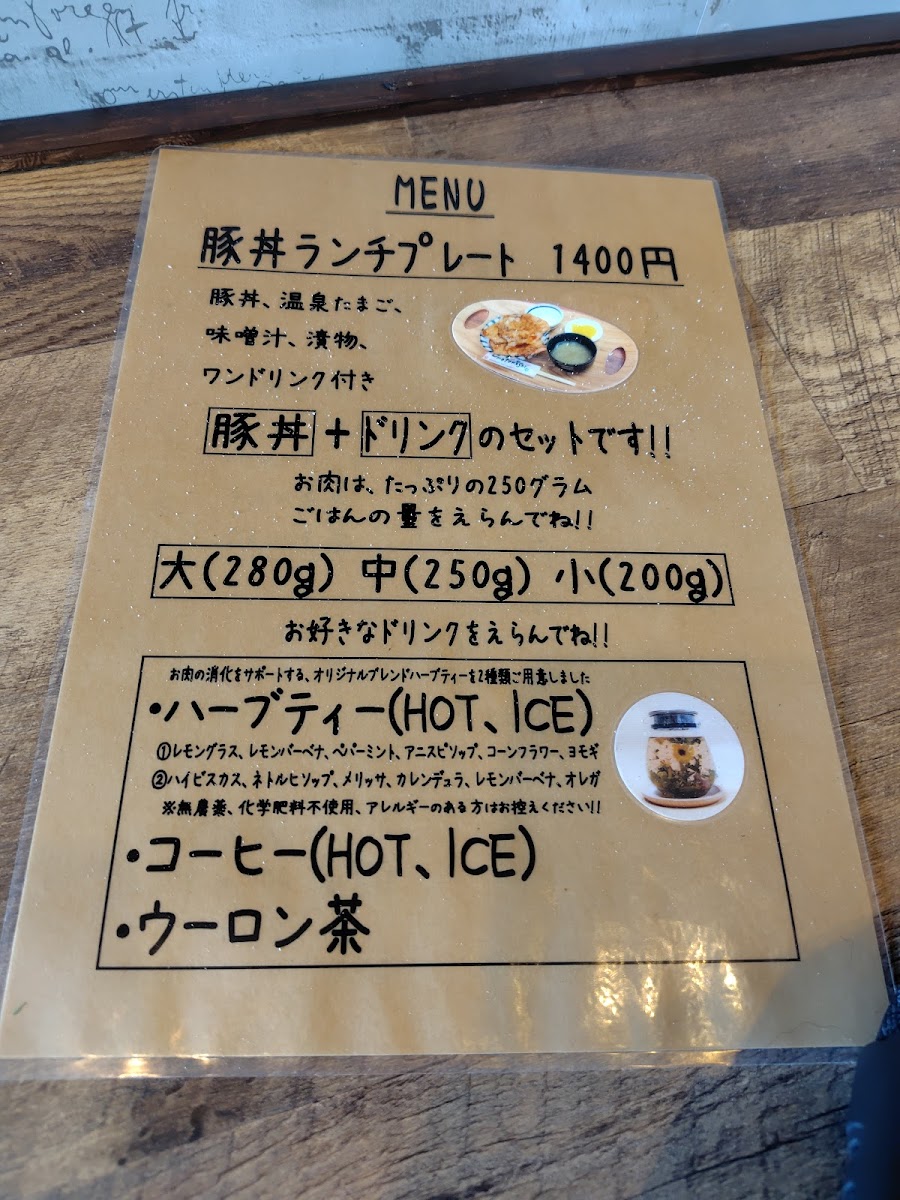 MENU
豚丼ランチプレート 1400円
豚丼、温泉たまご、
味噌汁、漬物、
ワンドリンク付き
豚丼+ドリンクのセットです!!
お肉は、たっぷりの250グラム
ごはんの量をえらんでね!!
大(280g) 中(250g) 小(200g)
お好きなドリンクをえらんでね!!
お肉の消化をサポートする、オリジナルブレンドハーブティーを2種類ご用意しました
・ハーブティー(HOT、ICE)
①レモングラス、レモンバーベナ、ペパーミント、アニスヒソップ、コーンフラワー、ヨモギ
②ハイビスカス、ネトルヒソップ、メリッサ、カレンデュラ、レモンバーベナ、オレガ
※無農薬、化学肥料不使用、アレルギーのある方はお控えください!!
・コーヒー(HOT、ICE)
・ウーロン茶